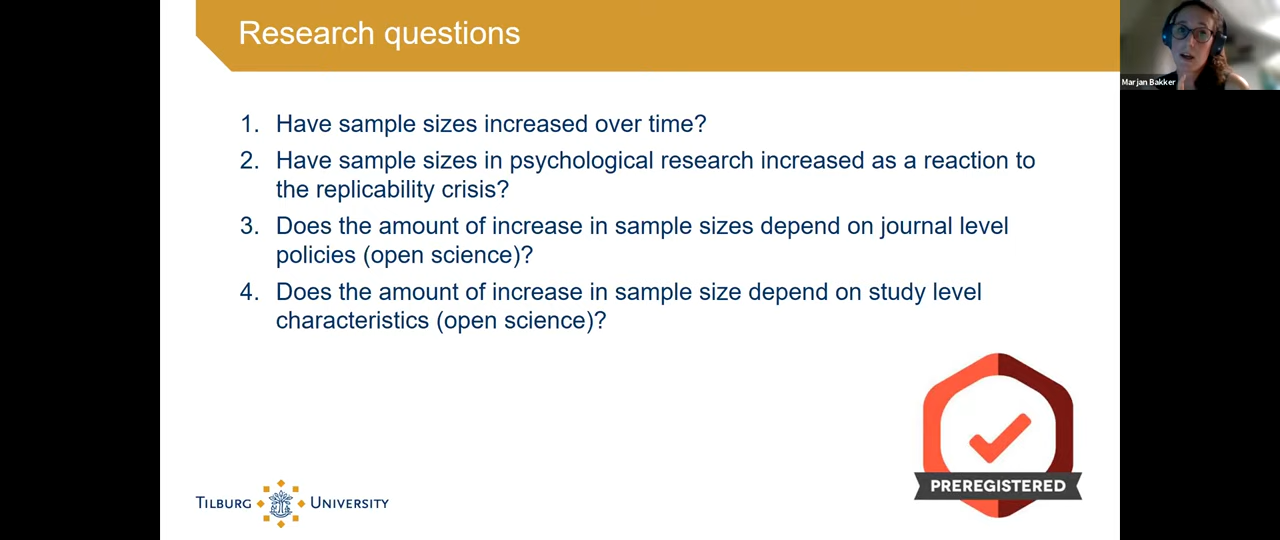 Research questions
Marjan Bakker
1. Have sample sizes increased over time?
2. Have sample sizes in psychological research increased as a reaction to
the replicability crisis?
3. Does the amount of increase in sample sizes depend on journal level
policies (open science)?
4. Does the amount of increase in sample size depend on study level
characteristics (open science)?
PREREGISTERED
TILBURG UNIVERSITY